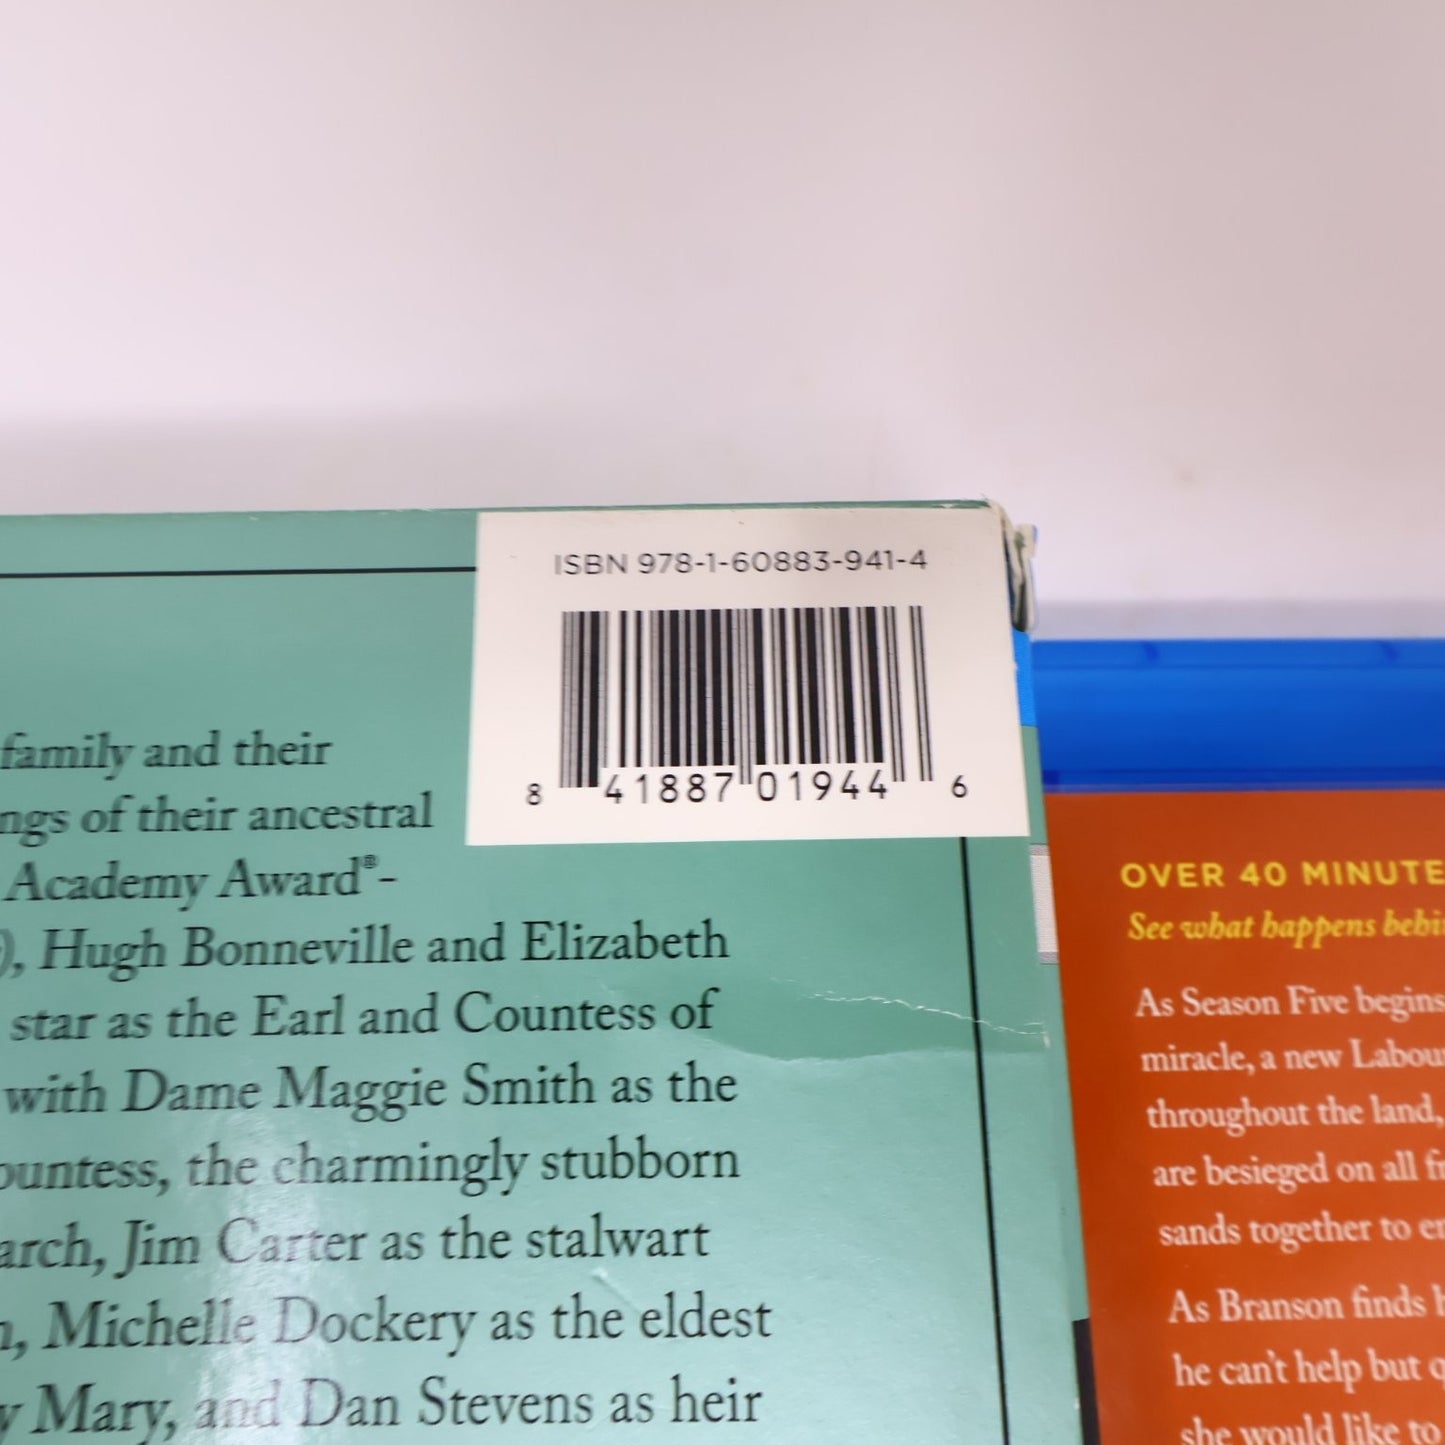 ISBN 978-1-60883-941-4
8 41887 01944 6
family and their
ngs of their ancestral
Academy Award®-
), Hugh Bonneville and Elizabeth
star as the Earl and Countess of
with Dame Maggie Smith as the
ountess, the charmingly stubborn
arch, Jim Carter as the stalwart
, Michelle Dockery as the eldest
y Mary, and Dan Stevens as heir
OVER 40 MINUTE
See what happens behi
As Season Five begins
miracle, a new Labou
throughout the land,
are besieged on all f
sands together to e
As Branson finds
he can't help but q
she would like to